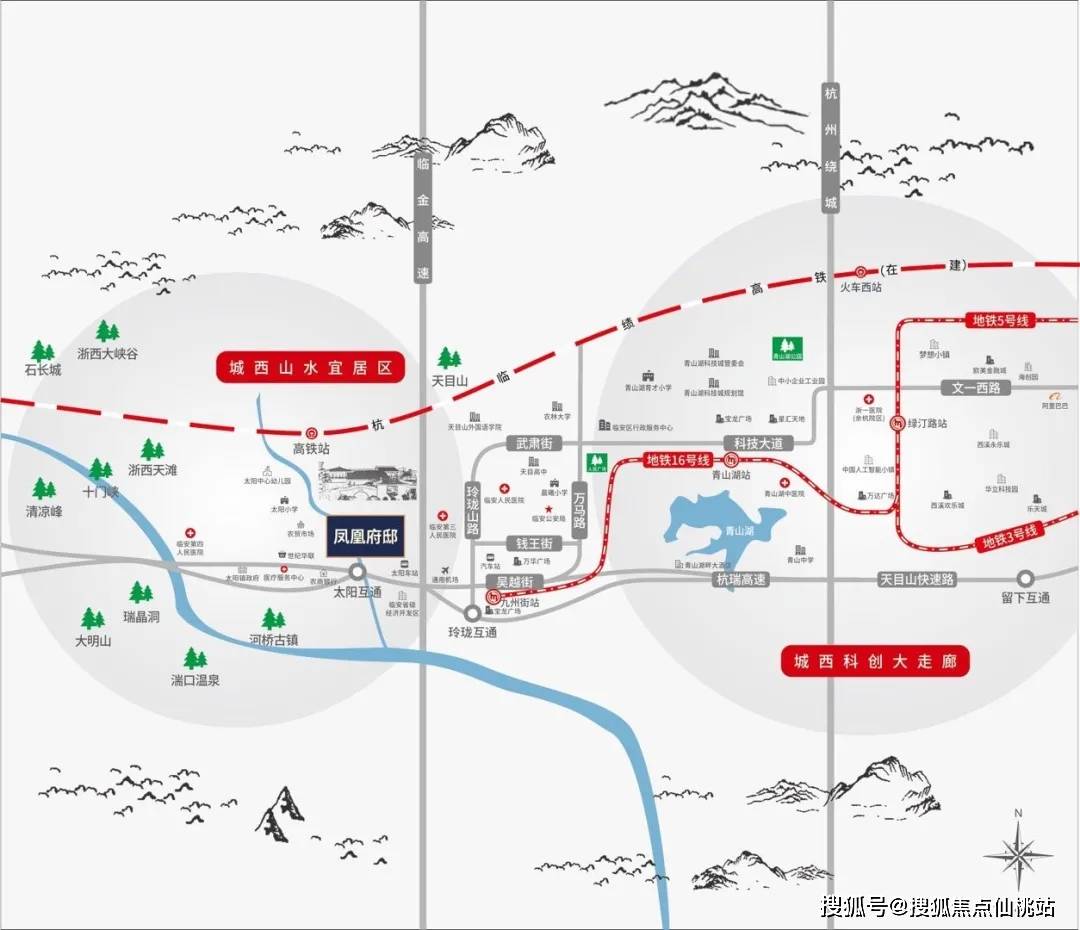 杭州绕城
临金高速
杭临绩高铁(在建)
火车西站
地铁5号线
梦想小镇
欧美金融城
海创园
文一西路
阿里巴巴
浙一医院
(余杭院区)
绿汀路站
西溪永乐城
中国人工智能小镇
华立科技园
万达广场
西溪欢乐城
乐天城
地铁3号线
青山湖公园
青山湖科技城管委会
青山湖育才小学
青山湖科技城规划馆
中小企业工业园
宝龙广场
星汇天地
临安区行政服务中心
科技大道
地铁16号线
青山湖站
青山湖中医院
青山湖
青山中学
青山湖畔大酒店
杭瑞高速
天目山快速路
留下互通
城西科创大走廊
浙西大峡谷
石长城
城西山水宜居区
天目山
高铁站
天目外国语学院
农林大学
武肃街
人民广场
天目高中
晨曦小学
临安人民医院
临安公安局
玲珑山路
万马路
钱王街
汽车站
万华广场
吴越街
九州街站
宝龙广场
玲珑互通
临安第三
人民医院
通用机场
浙西天滩
十门峡
清凉峰
太阳中心幼儿园
太阳小学
农贸市场
凤凰府邸
临安第四
人民医院
世纪华联
太阳镇政府
医疗服务中心
农商银行
太阳互通
太阳车站
临安省级
经济开发区
瑞晶洞
大明山
河桥古镇
湍口温泉
N
搜狐号@搜狐焦点仙桃站